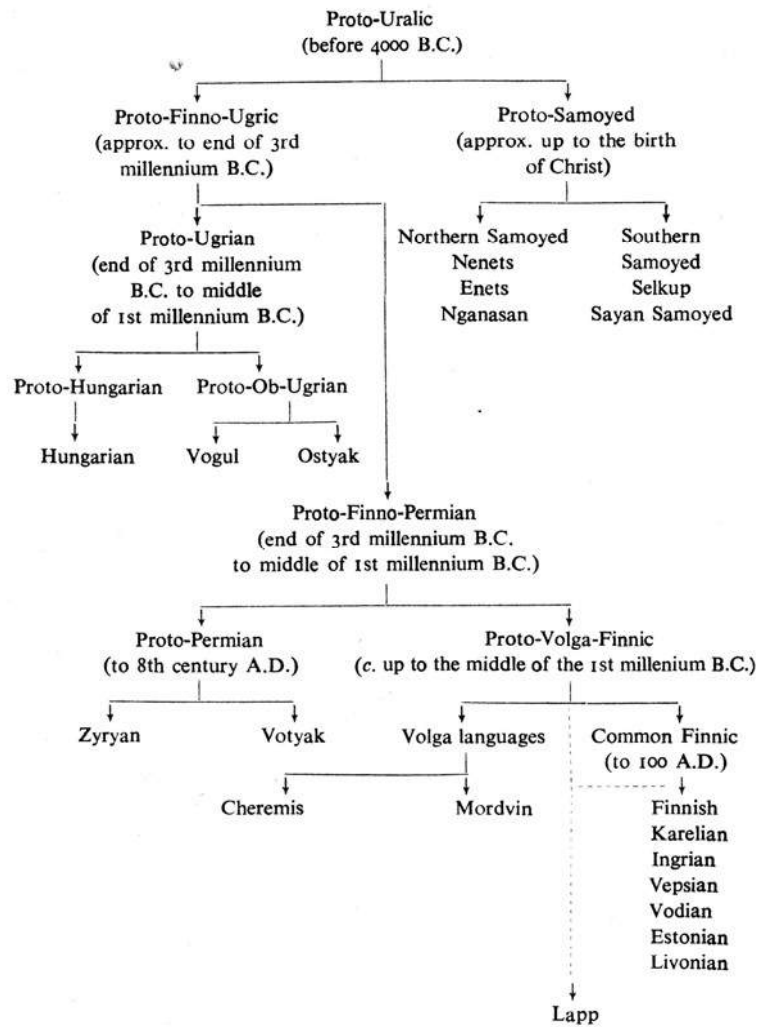 Proto-Uralic
(before 4000 B.C.)
Proto-Finno-Ugric
(approx. to end of 3rd
millennium B.C.)
Proto-Samoyed
(approx. up to the birth
of Christ)
Proto-Ugrian
(end of 3rd millennium
B.C. to middle
of 1st millennium B.C.)
Northern Samoyed
Nenets
Enets
Nganasan
Southern
Samoyed
Selkup
Sayan Samoyed
Proto-Hungarian
Proto-Ob-Ugrian
Hungarian
Vogul
Ostyak
Proto-Finno-Permian
(end of 3rd millennium B.C.
to middle of 1st millennium B.C.)
Proto-Permian
(to 8th century A.D.)
Proto-Volga-Finnic
(c. up to the middle of the 1st millenium B.C.)
Zyryan
Votyak
Volga languages
Common Finnic
(to 100 A.D.)
Cheremis
Mordvin
Finnish
Karelian
Ingrian
Vepsian
Vodian
Estonian
Livonian
Lapp